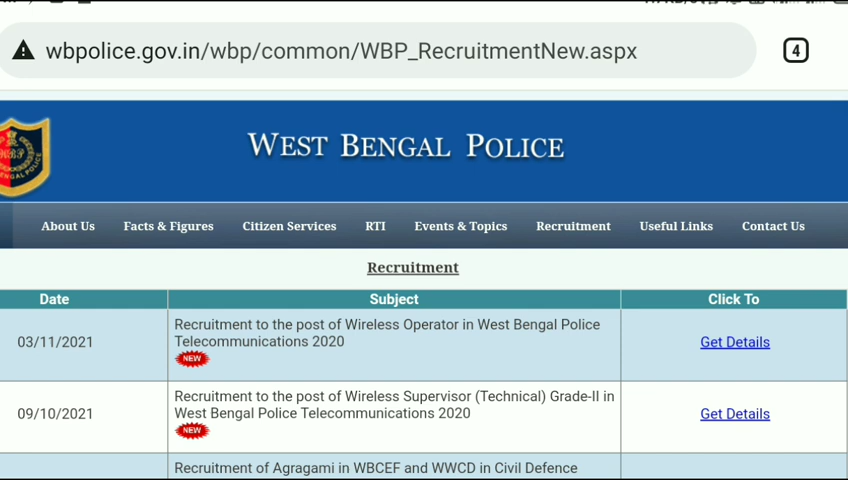 wbpolice.gov.in/wbp/common/WBP_RecruitmentNew.aspx
4
WEST BENGAL POLICE
About Us Facts & Figures Citizen Services RTI Events & Topics Recruitment Useful Links Contact Us
Recruitment
Date Subject Click To
03/11/2021
Recruitment to the post of Wireless Operator in West Bengal Police
Telecommunications 2020
NEW
Get Details
09/10/2021
Recruitment to the post of Wireless Supervisor (Technical) Grade-II in
West Bengal Police Telecommunications 2020
NEW
Get Details
Recruitment of Agragami in WBCEF and WWCD in Civil Defence